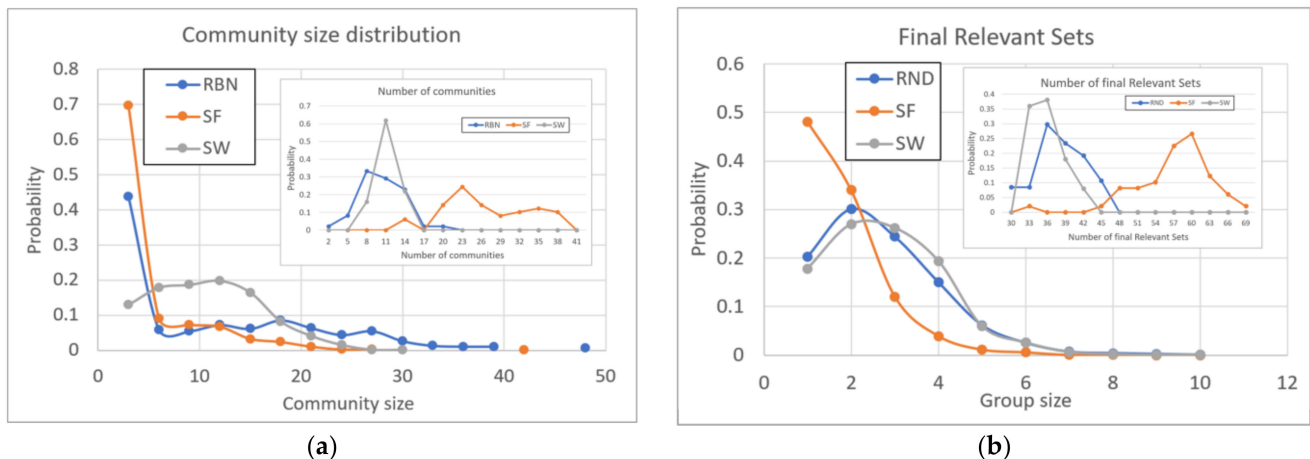 Community size distribution
0.8
0.7
0.6
0.5
0.4
0.3
0.2
0.1
0
Probability
RBN
SF
SW
Number of communities
0.7
0.6
0.5
0.4
0.3
0.2
0.1
0
Probability
RBN SF SW
2 5 8 11 14 17 20 23 26 29 32 35 38 41
Number of communities
0 10 20 30 40 50
Community size
(a)
Final Relevant Sets
0.6
0.5
0.4
0.3
0.2
0.1
0
Probability
RND
SF
SW
Number of final Relevant Sets
0.4
0.35
0.3
0.25
0.2
0.15
0.1
0.05
0
Probability
RND SF SW
30 33 36 39 42 45 48 51 54 57 60 63 66 69
Number of final Relevant Sets
0 2 4 6 8 10 12
Group size
(b)